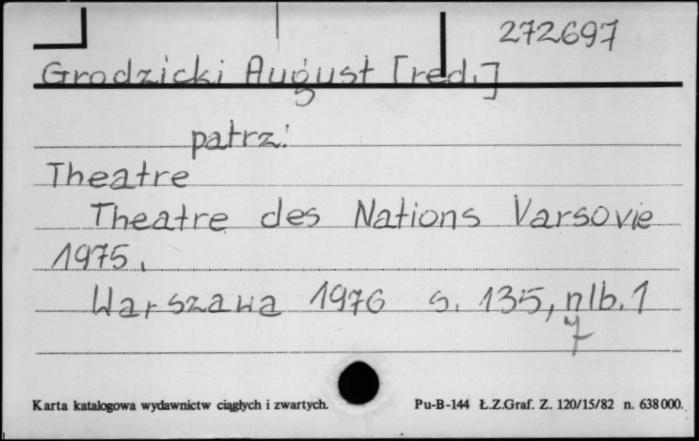 272697
Grodzicki August [red.]
patrz:
Theatre
Theatre des Nations Varsovie
1975.
Warszawa 1976 s. 135, nlb. 1
7
Karta katalogowa wydawnictw ciągłych i zwartych. Pu-B-144 Ł.Z.Graf. Z. 120/15/82 n. 638000.